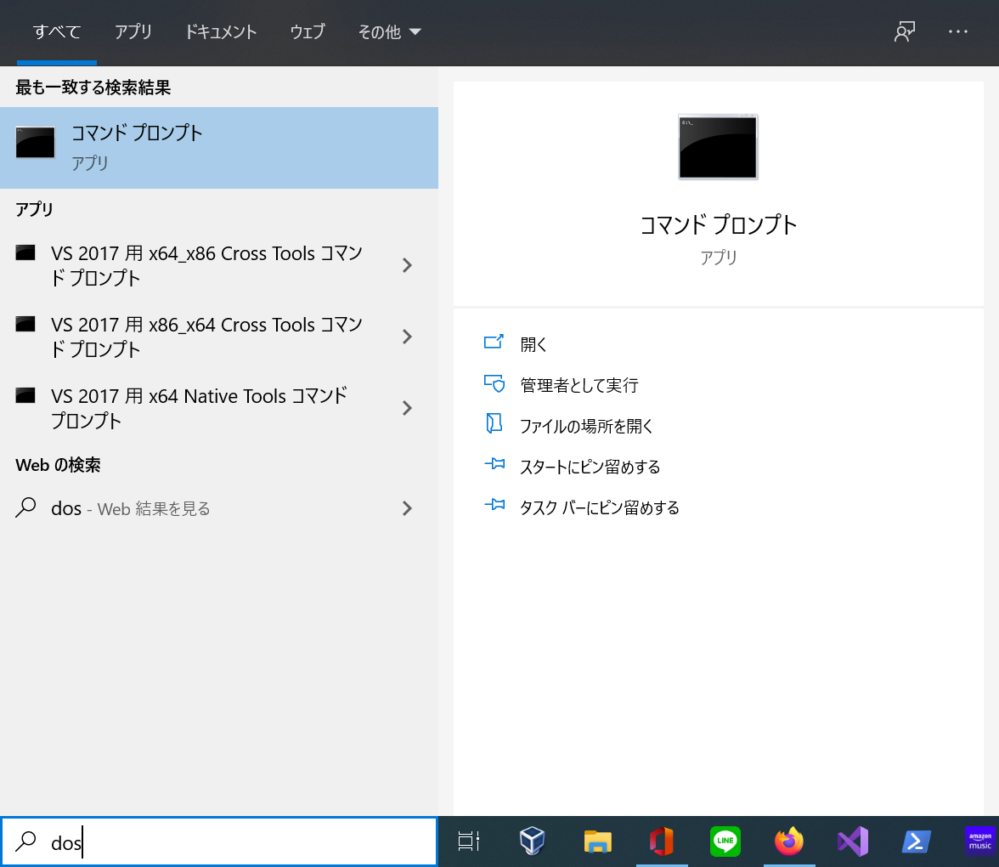 すべて アプリ ドキュメント ウェブ その他
最も一致する検索結果
コマンド プロンプト
アプリ
アプリ
VS 2017 用 x64_x86 Cross Tools コマン
ド プロンプト
VS 2017 用 x86_x64 Cross Tools コマン
ド プロンプト
VS 2017 用 x64 Native Tools コマンド
プロンプト
Web の検索
dos - Web 結果を見る
コマンド プロンプト
アプリ
開く
管理者として実行
ファイルの場所を開く
スタートにピン留めする
タスク バーにピン留めする
dos
LINE
amazon
music